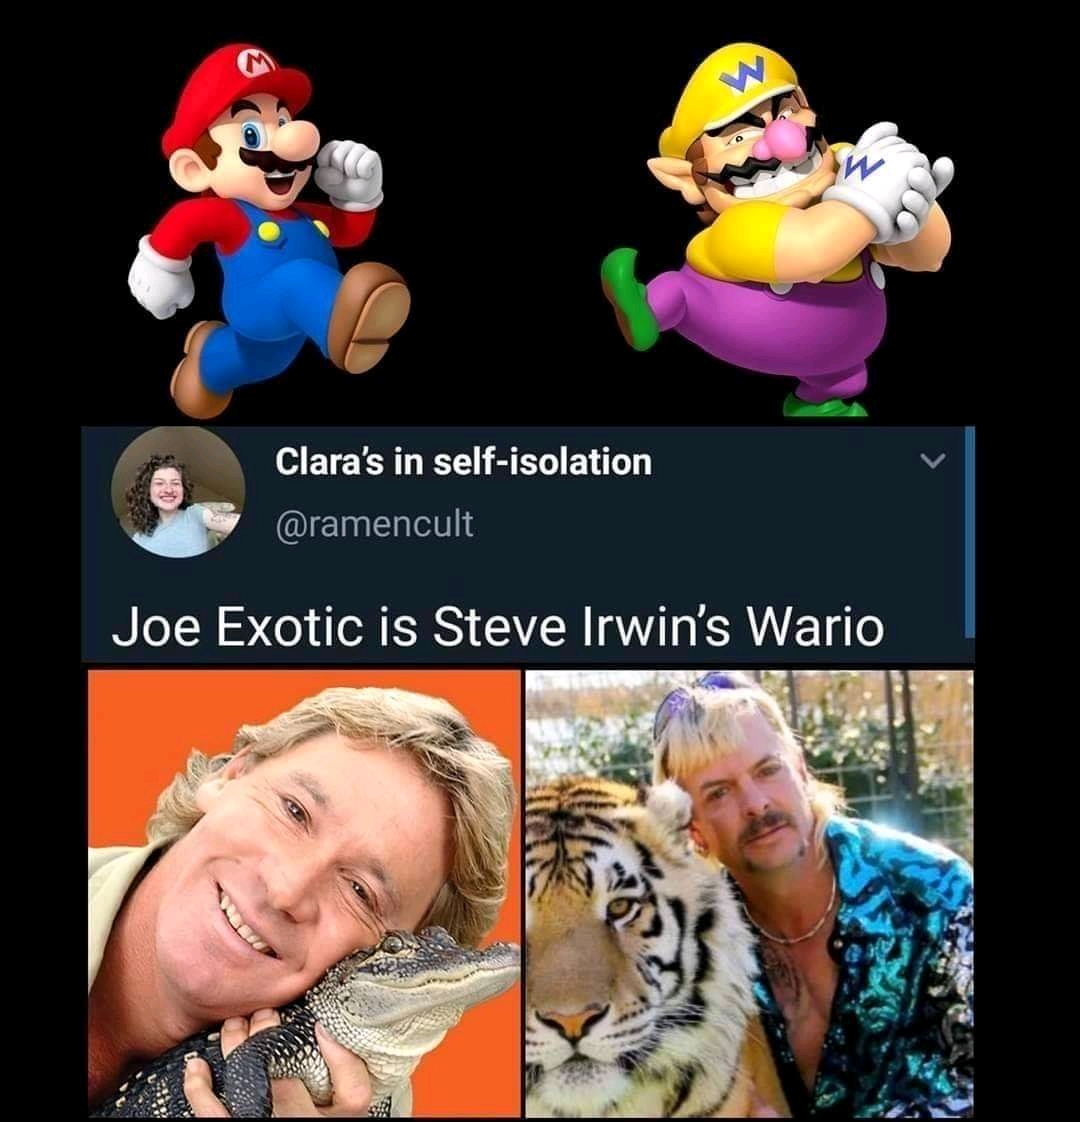 M
W
W
Clara's in self-isolation
@ramencult
Joe Exotic is Steve Irwin's Wario